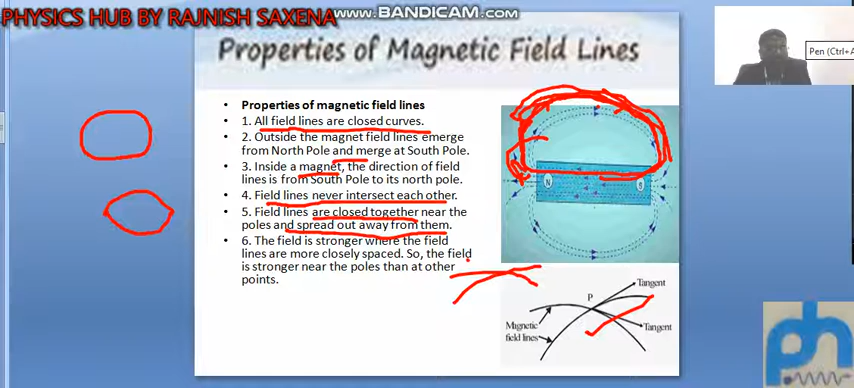 PHYSICS HUB BY RAJNISH SAXENA
www.BANDICAM.com
Properties of Magnetic Field Lines
Pen (Ctrl+A
Properties of magnetic field lines
1. All field lines are closed curves.
2. Outside the magnet field lines emerge
from North Pole and merge at South Pole.
3. Inside a magnet, the direction of field
lines is from South Pole to its north pole.
4. Field lines never intersect each other.
5. Field lines are closed together near the
poles and spread out away from them.
6. The field is stronger where the field
lines are more closely spaced. So, the field
is stronger near the poles than at other
points.
N
S
P
Tangent
Tangent
Magnetic
field lines
ph